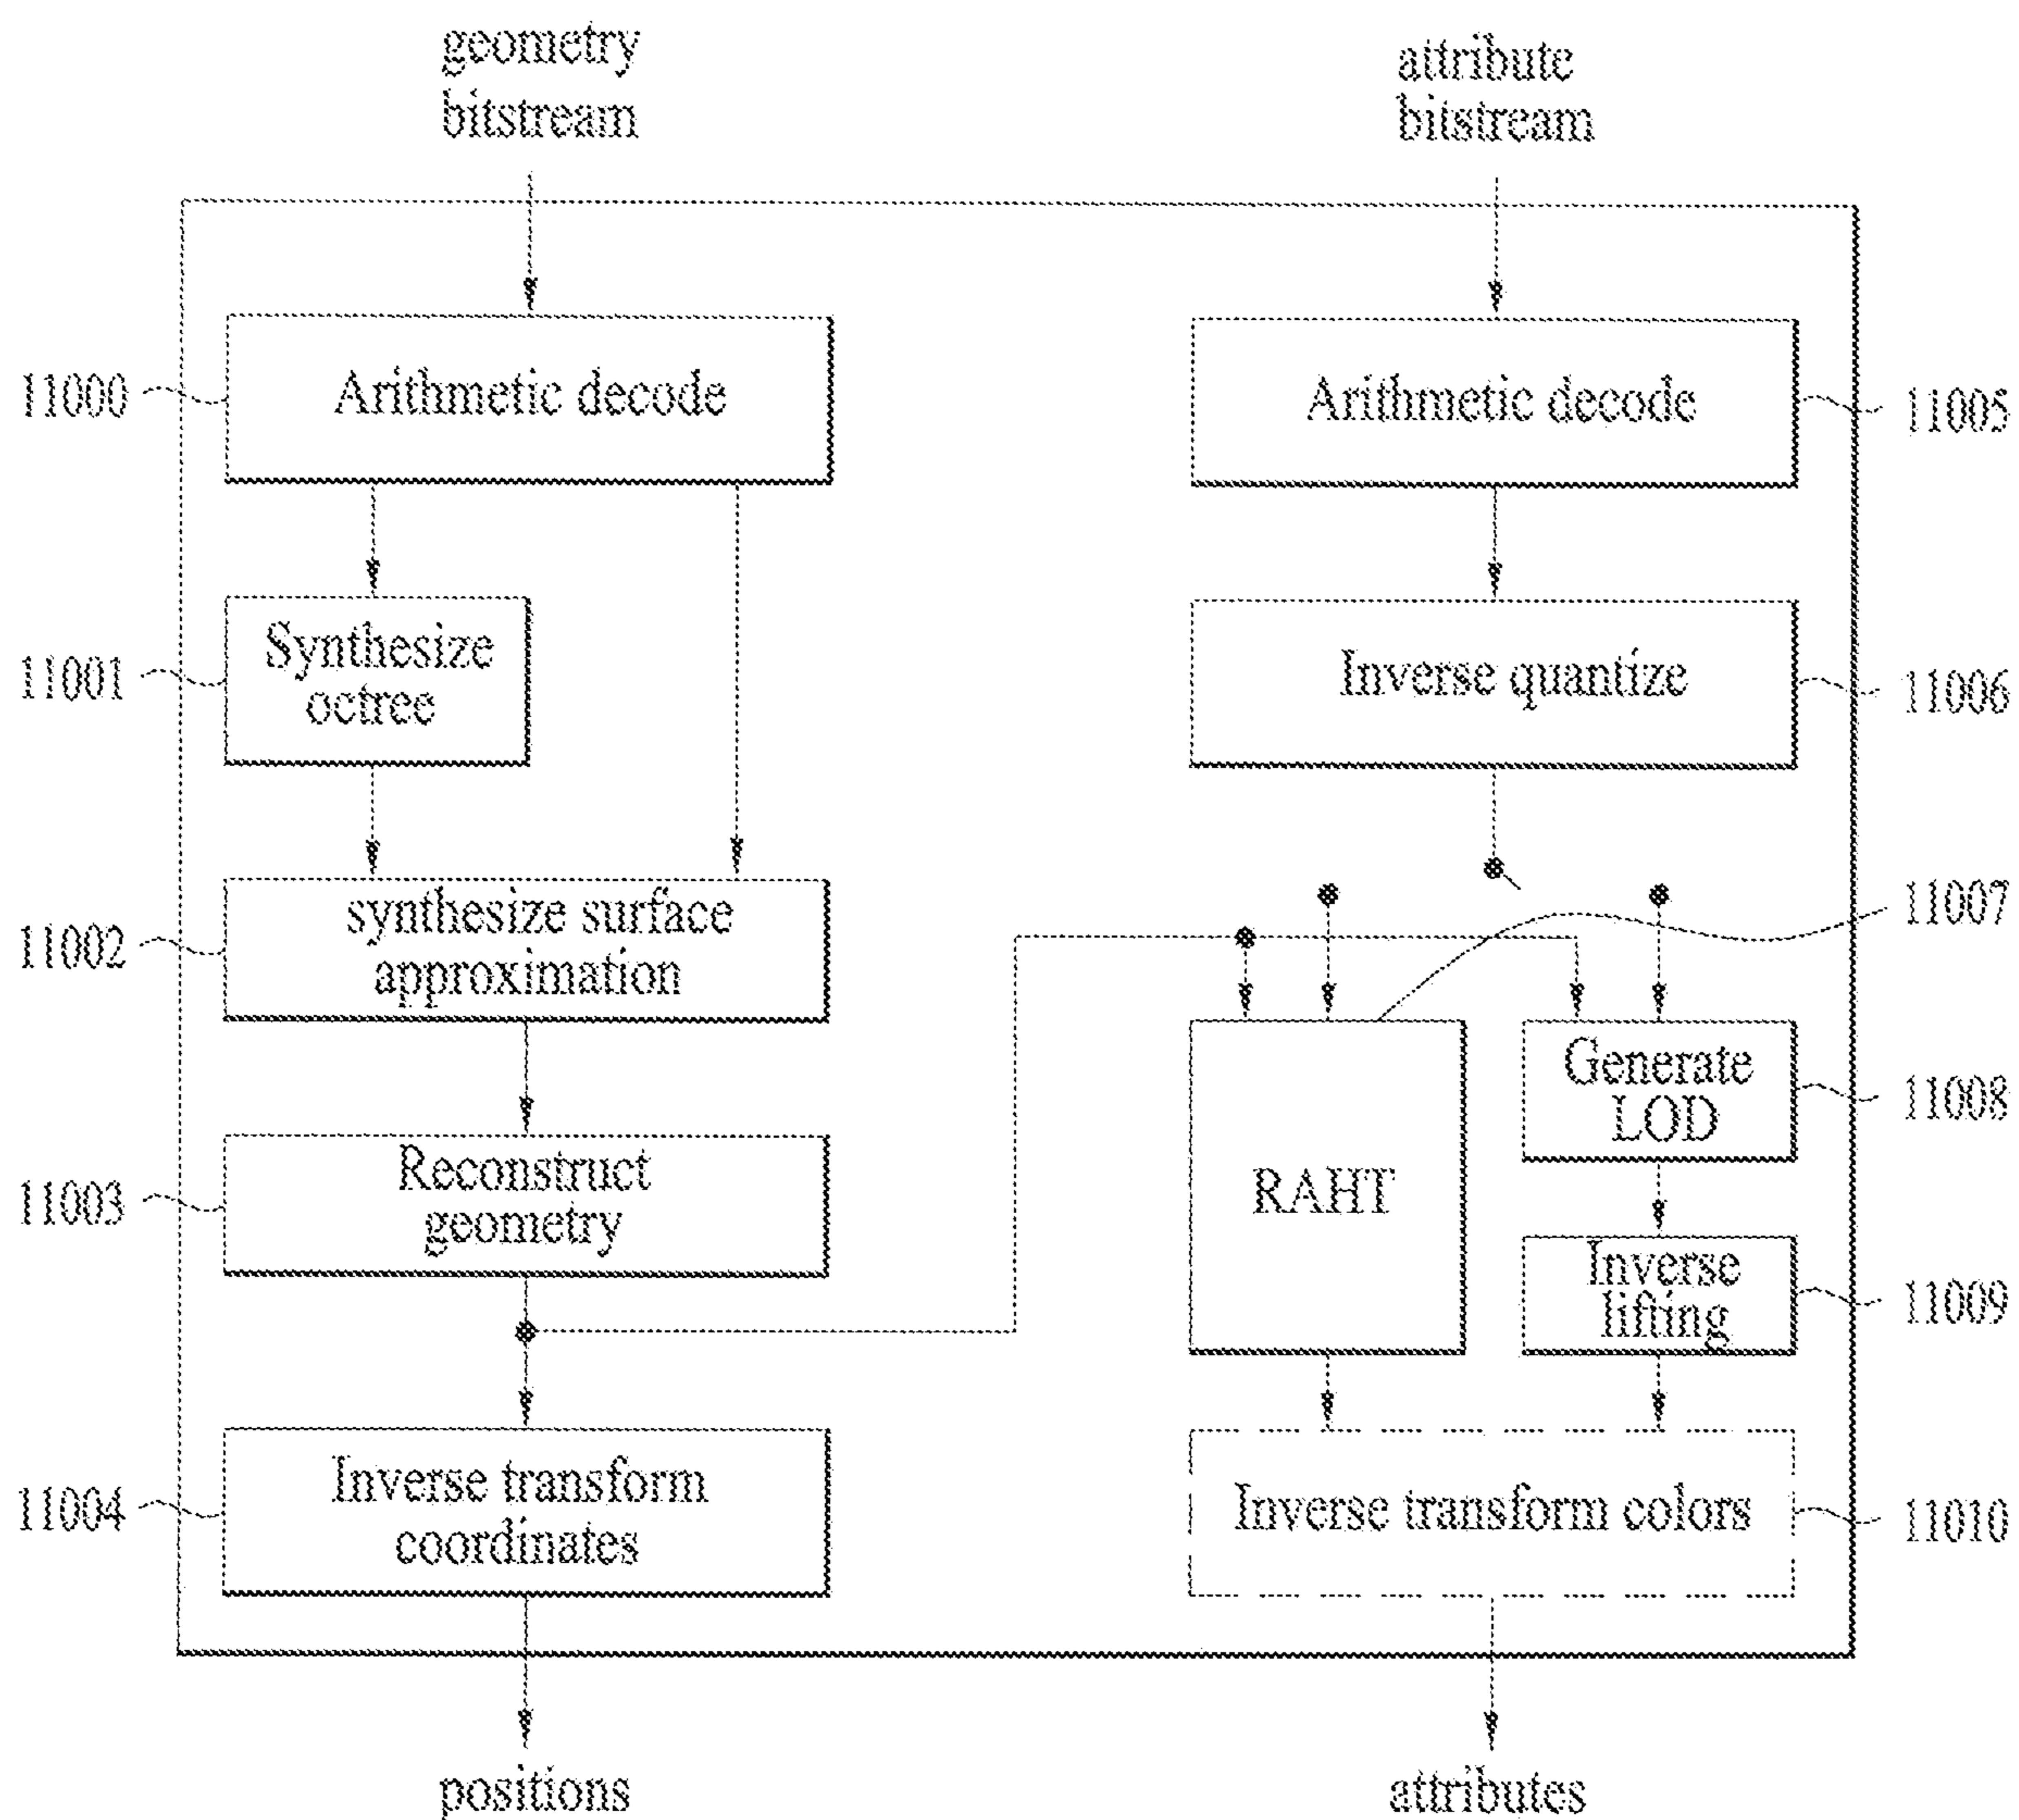 geometry
bitstream
attribute
bitstream
11000
Arithmetic decode
Arithmetic decode
11005
11001
Synthesize
octree
Inverse quantize
11006
11002
synthesize surface
approximation
11007
11003
Reconstruct
geometry
RAHT
Generate
LOD
11008
Inverse
lifting
11009
11004
Inverse transform
coordinates
Inverse transform colors
11010
positions
attributes